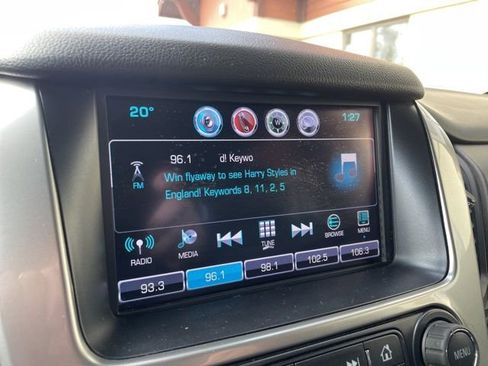 20°
1:27
96.1 d! Keywo
FM
Win flyaway to see Harry Styles in
England! Keywords 8, 11, 2, 5
RADIO
MEDIA
TUNE
BROWSE
MENU
93.3
96.1
98.1
102.5
106.3
MENU